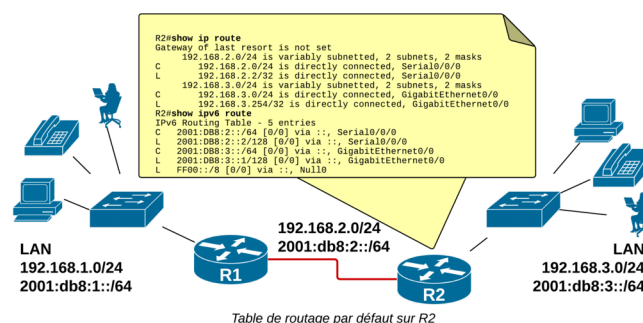 R2#show ip route
Gateway of last resort is not set
192.168.2.0/24 is variably subnetted, 2 subnets, 2 masks
C 192.168.2.0/24 is directly connected, Serial0/0/0
L 192.168.2.2/32 is directly connected, Serial0/0/0
192.168.3.0/24 is variably subnetted, 2 subnets, 2 masks
C 192.168.3.0/24 is directly connected, GigabitEthernet0/0
L 192.168.3.254/32 is directly connected, GigabitEthernet0/0
R2#show ipv6 route
IPv6 Routing Table - 5 entries
C 2001:DB8:2::/64 [0/0] via ::, Serial0/0/0
L 2001:DB8:2::2/128 [0/0] via ::, Serial0/0/0
C 2001:DB8:3::/64 [0/0] via ::, GigabitEthernet0/0
L 2001:DB8:3::1/128 [0/0] via ::, GigabitEthernet0/0
L FF00::/8 [0/0] via ::, Null0
LAN
192.168.1.0/24
2001:db8:1::/64
R1
192.168.2.0/24
2001:db8:2::/64
R2
LAN
192.168.3.0/24
2001:db8:3::/64
Table de routage par défaut sur R2